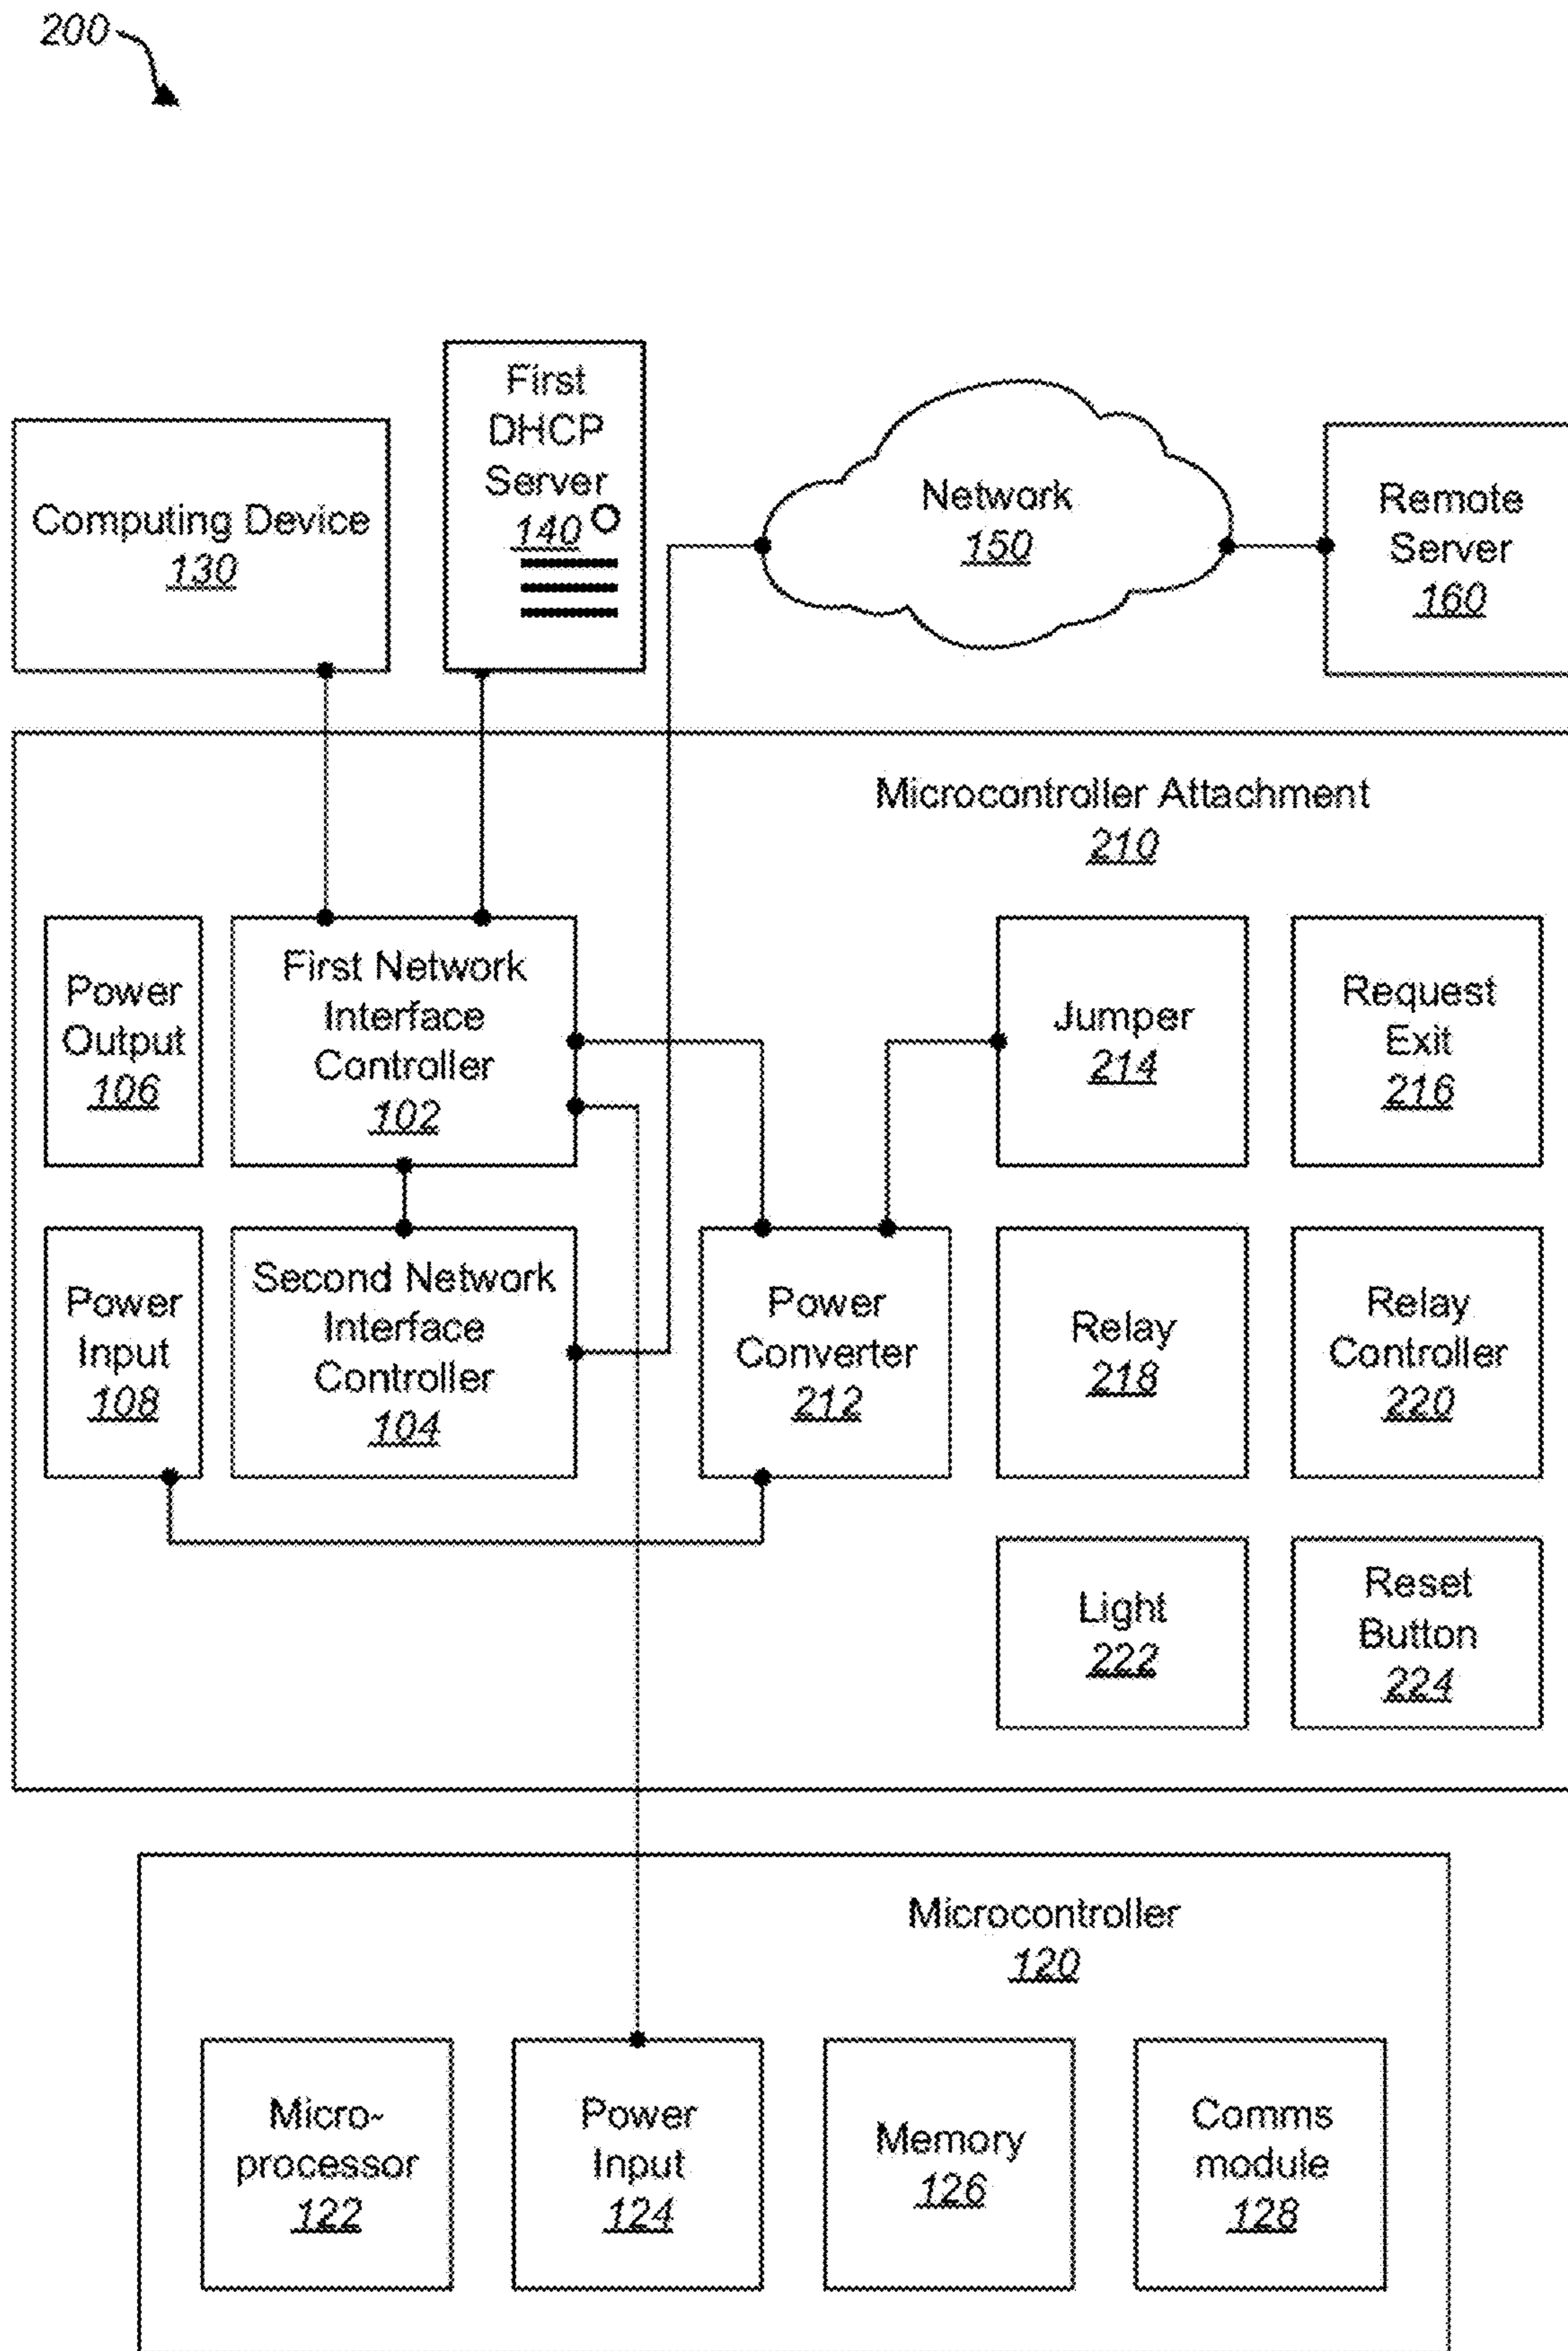 200
First
DHCP
Server
140
Computing Device
130
Network
150
Remote
Server
160
Microcontroller Attachment
210
Power
Output
106
First Network
Interface
Controller
102
Jumper
214
Request
Exit
216
Power
Input
108
Second Network
Interface
Controller
104
Power
Converter
212
Relay
218
Relay
Controller
220
Light
222
Reset
Button
224
Microcontroller
120
Micro-
processor
122
Power
Input
124
Memory
126
Comms
module
128